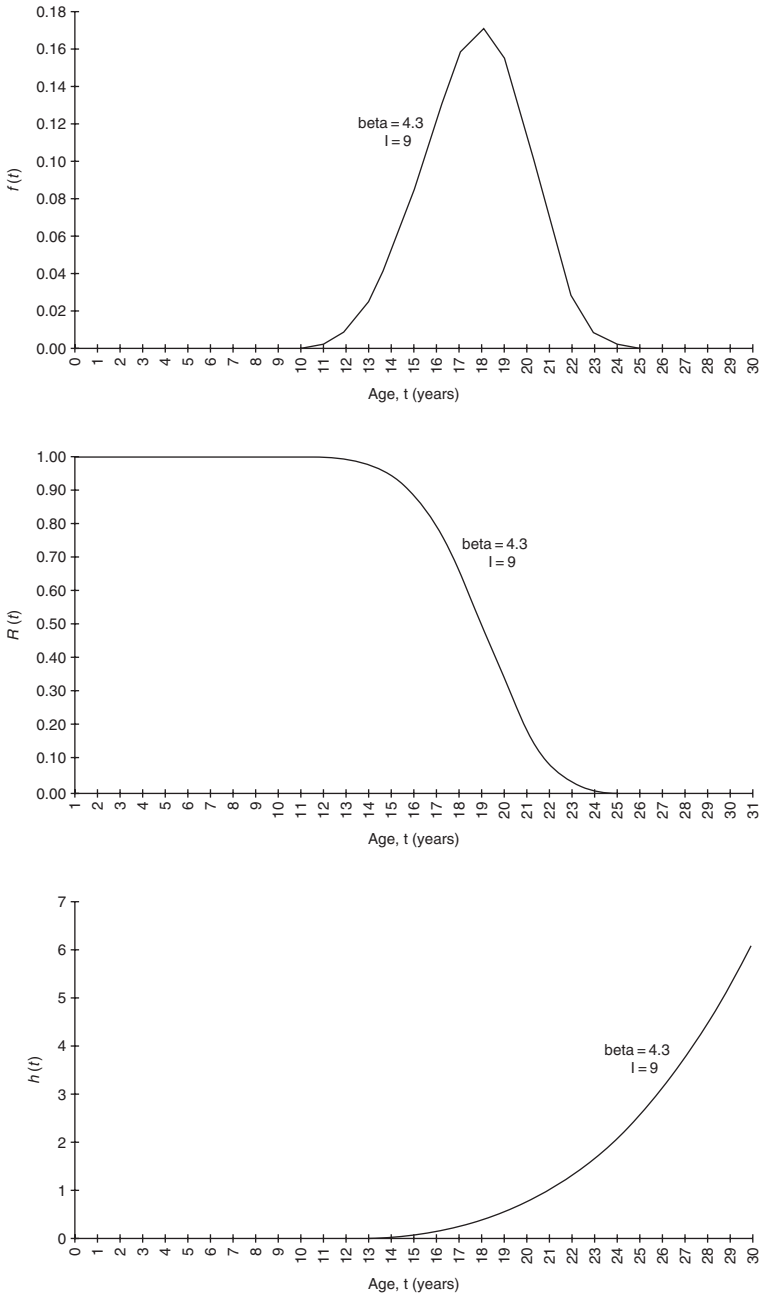 0.18
0.16
0.14
0.12
0.10
0.08
0.06
0.04
0.02
0.00
f (t)
beta = 4.3
I = 9
0 1 2 3 4 5 6 7 8 9 10 11 12 13 14 15 16 17 18 19 20 21 22 23 24 25 26 27 28 29 30
Age, t (years)
1.00
0.90
0.80
0.70
0.60
0.50
0.40
0.30
0.20
0.10
0.00
R (t)
beta = 4.3
I = 9
1 2 3 4 5 6 7 8 9 10 11 12 13 14 15 16 17 18 19 20 21 22 23 24 25 26 27 28 29 30 31
Age, t (years)
7
6
5
4
3
2
1
0
h (t)
beta = 4.3
I = 9
0 1 2 3 4 5 6 7 8 9 10 11 12 13 14 15 16 17 18 19 20 21 22 23 24 25 26 27 28 29 30
Age, t (years)